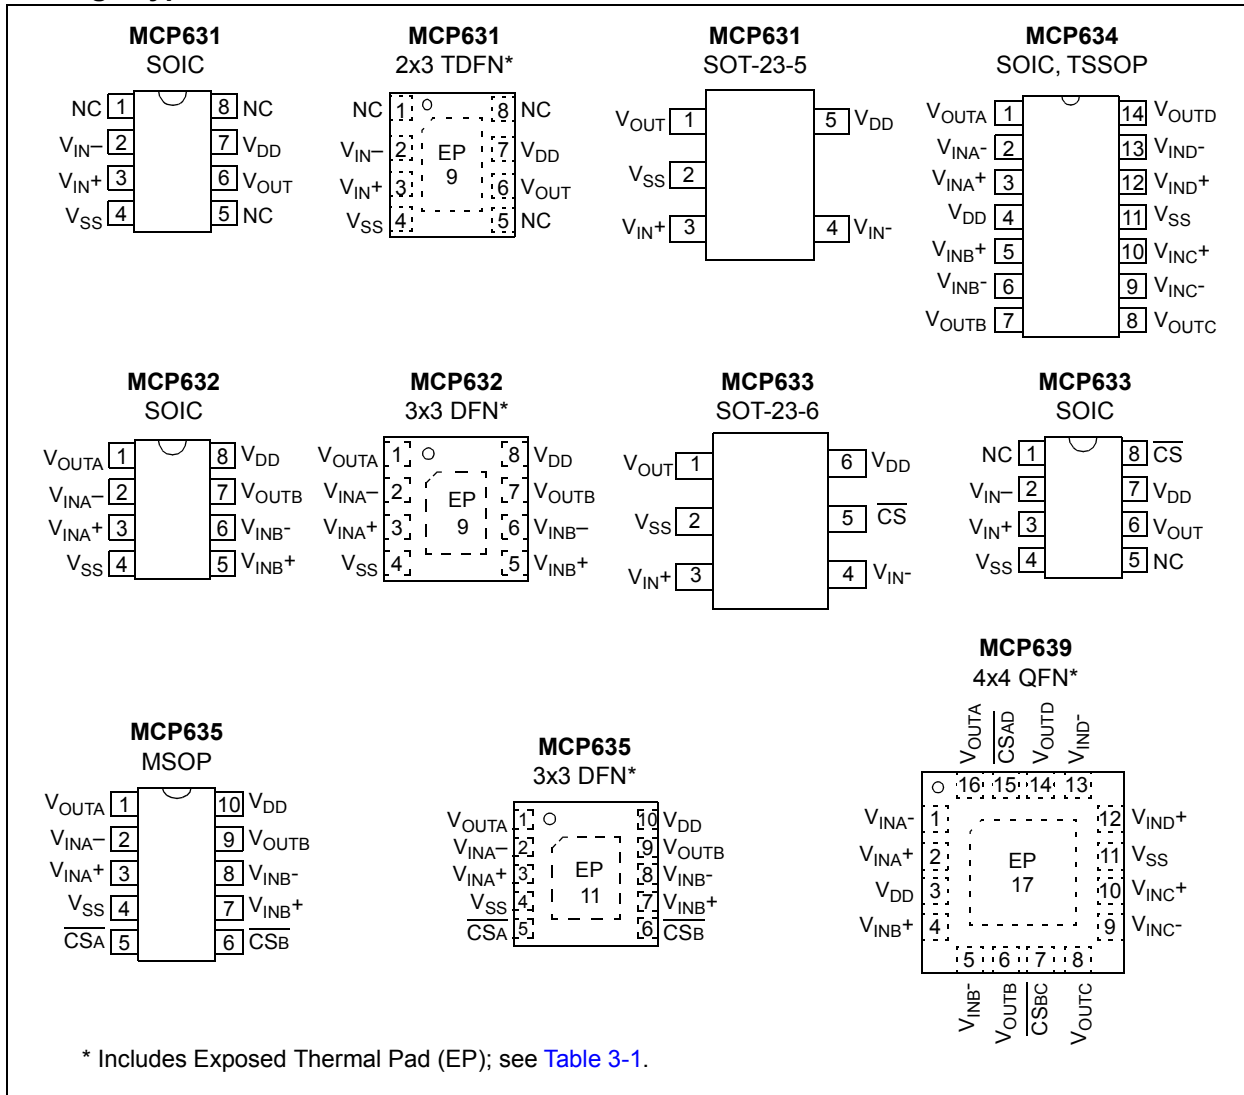 MCP631
SOIC
NC 1 8 NC
VIN– 2 7 VDD
VIN+ 3 6 VOUT
VSS 4 5 NC
MCP631
2x3 TDFN*
NC 1 8 NC
VIN– 2 7 VDD
EP
9
VIN+ 3 6 VOUT
VSS 4 5 NC
MCP631
SOT-23-5
VOUT 1 5 VDD
VSS 2
VIN+ 3 4 VIN-
MCP634
SOIC, TSSOP
VOUTA 1 14 VOUTD
VINA- 2 13 VIND-
VINA+ 3 12 VIND+
VDD 4 11 VSS
VINB+ 5 10 VINC+
VINB- 6 9 VINC-
VOUTB 7 8 VOUTC
MCP632
SOIC
VOUTA 1 8 VDD
VINA– 2 7 VOUTB
VINA+ 3 6 VINB-
VSS 4 5 VINB+
MCP632
3x3 DFN*
VOUTA 1 8 VDD
VINA– 2 7 VOUTB
EP
9
VINA+ 3 6 VINB–
VSS 4 5 VINB+
MCP633
SOT-23-6
VOUT 1 6 VDD
VSS 2 5 CS
VIN+ 3 4 VIN-
MCP633
SOIC
NC 1 8 CS
VIN– 2 7 VDD
VIN+ 3 6 VOUT
VSS 4 5 NC
MCP635
MSOP
VOUTA 1 10 VDD
VINA– 2 9 VOUTB
VINA+ 3 8 VINB-
VSS 4 7 VINB+
CSA 5 6 CSB
MCP635
3x3 DFN*
VOUTA 1 10 VDD
VINA– 2 9 VOUTB
VINA+ 3 EP 8 VINB-
VSS 4 11 7 VINB+
CSA 5 6 CSB
MCP639
4x4 QFN*
VOUTA CSAD VOUTD VIND-
16 15 14 13
VINA- 1 12 VIND+
VINA+ 2 EP 11 VSS
17
VDD 3 10 VINC+
VINB+ 4 9 VINC-
5 6 7 8
VINB- VOUTB CSBC VOUTC
* Includes Exposed Thermal Pad (EP); see Table 3-1.